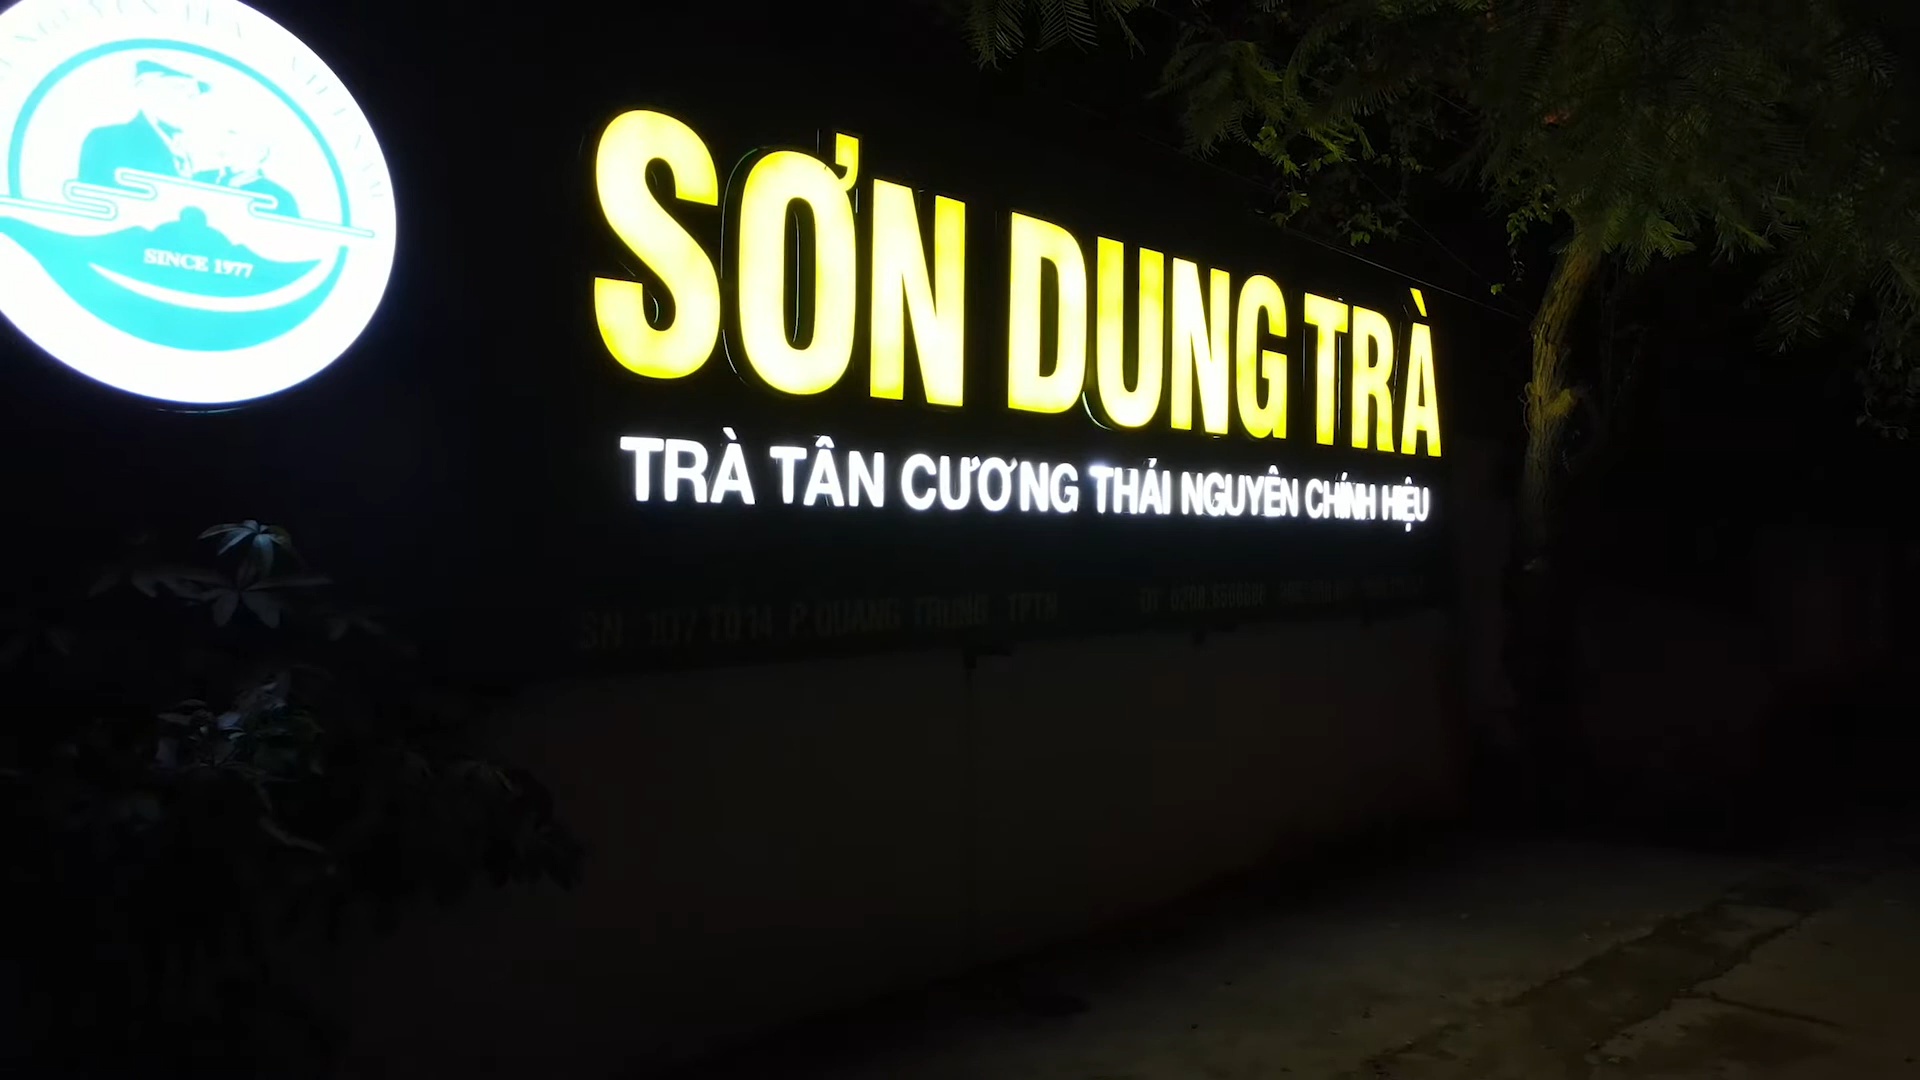 SINCE 1977
SƠN DUNG TRÀ
TRÀ TÂN CƯƠNG THÁI NGUYÊN CHÍNH HIỆU
SN 107 TỔ 14 P. QUANG TRUNG TPTN
ĐT